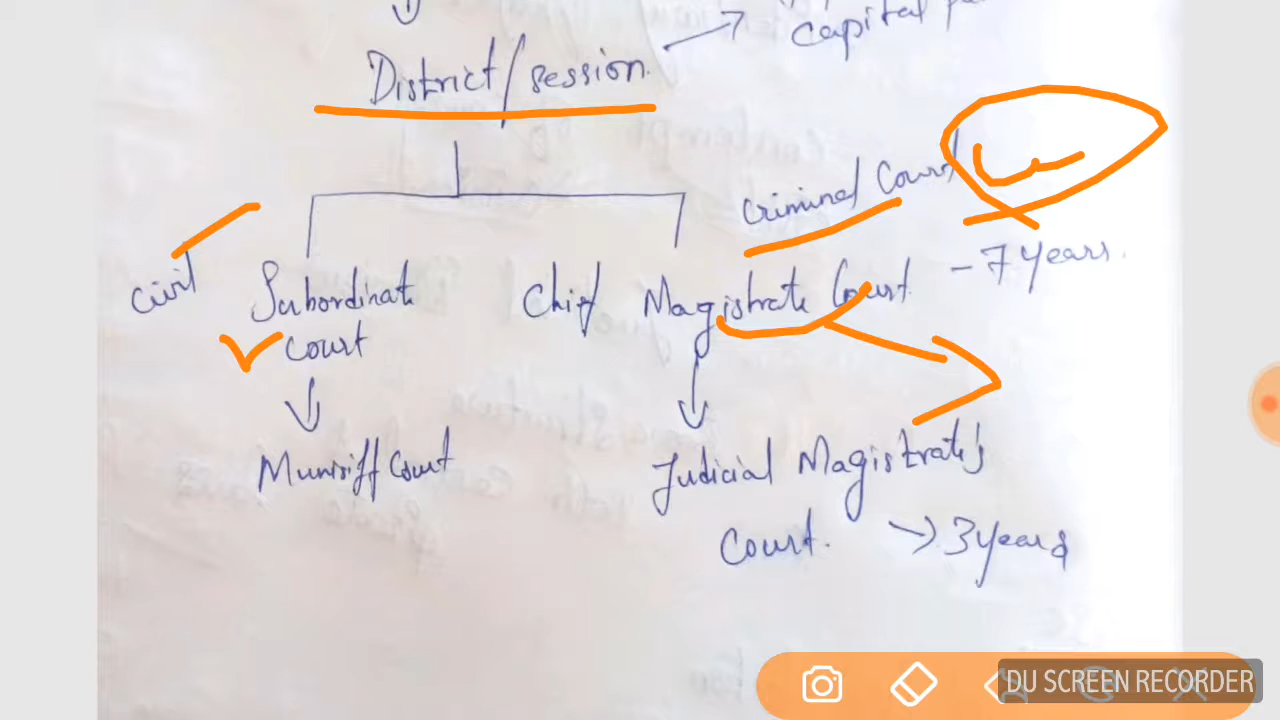 capital
District/session
criminal Court
civil
Subordinate Chief Magistrate Court - 7 years.
court
Munsiff Court Judicial Magistrate's
Court. → 3 years
DU SCREEN RECORDER